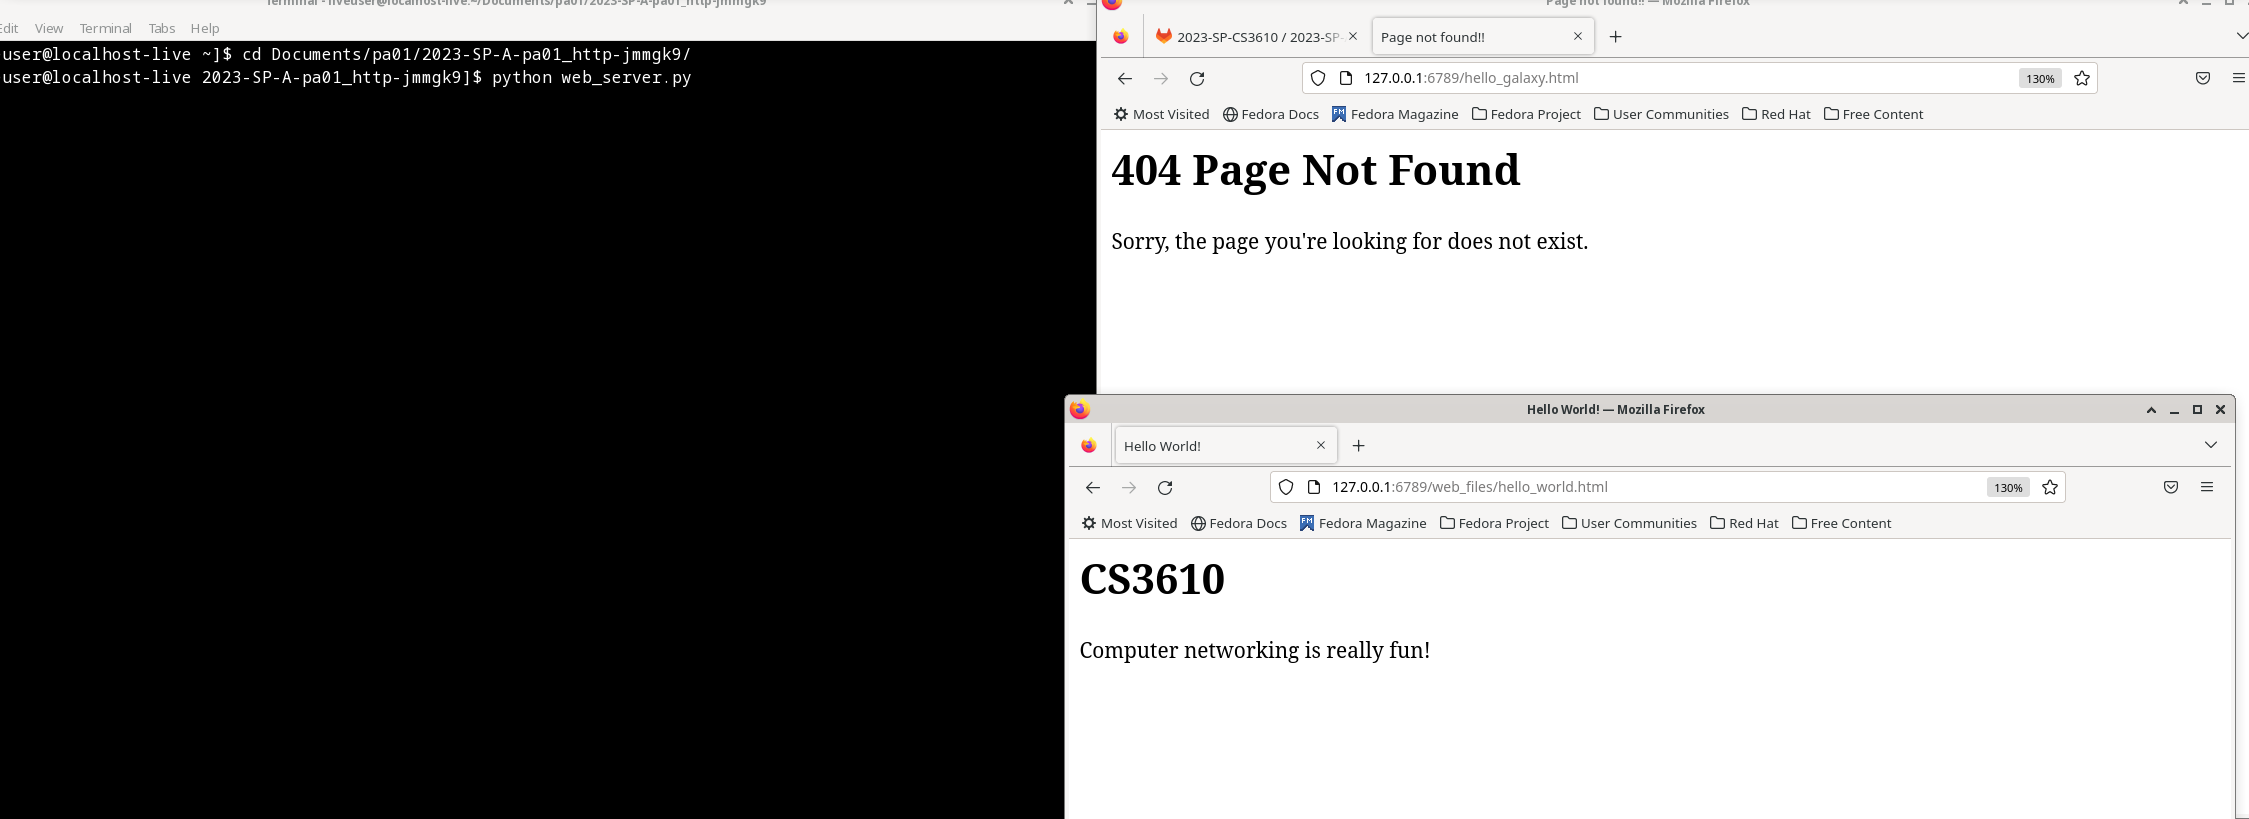 Terminal - liveuser@localhost-live:~/Documents/pa01/2023-SP-A-pa01_http-jmmgk9
Edit View Terminal Tabs Help
user@localhost-live ~]$ cd Documents/pa01/2023-SP-A-pa01_http-jmmgk9/
user@localhost-live 2023-SP-A-pa01_http-jmmgk9]$ python web_server.py
Page not found!! — Mozilla Firefox
2023-SP-CS3610 / 2023-SP- Page not found!!
127.0.0.1:6789/hello_galaxy.html 130%
Most Visited Fedora Docs Fedora Magazine Fedora Project User Communities Red Hat Free Content
404 Page Not Found
Sorry, the page you're looking for does not exist.
Hello World! — Mozilla Firefox
Hello World!
127.0.0.1:6789/web_files/hello_world.html 130%
Most Visited Fedora Docs FM Fedora Magazine Fedora Project User Communities Red Hat Free Content
CS3610
Computer networking is really fun!